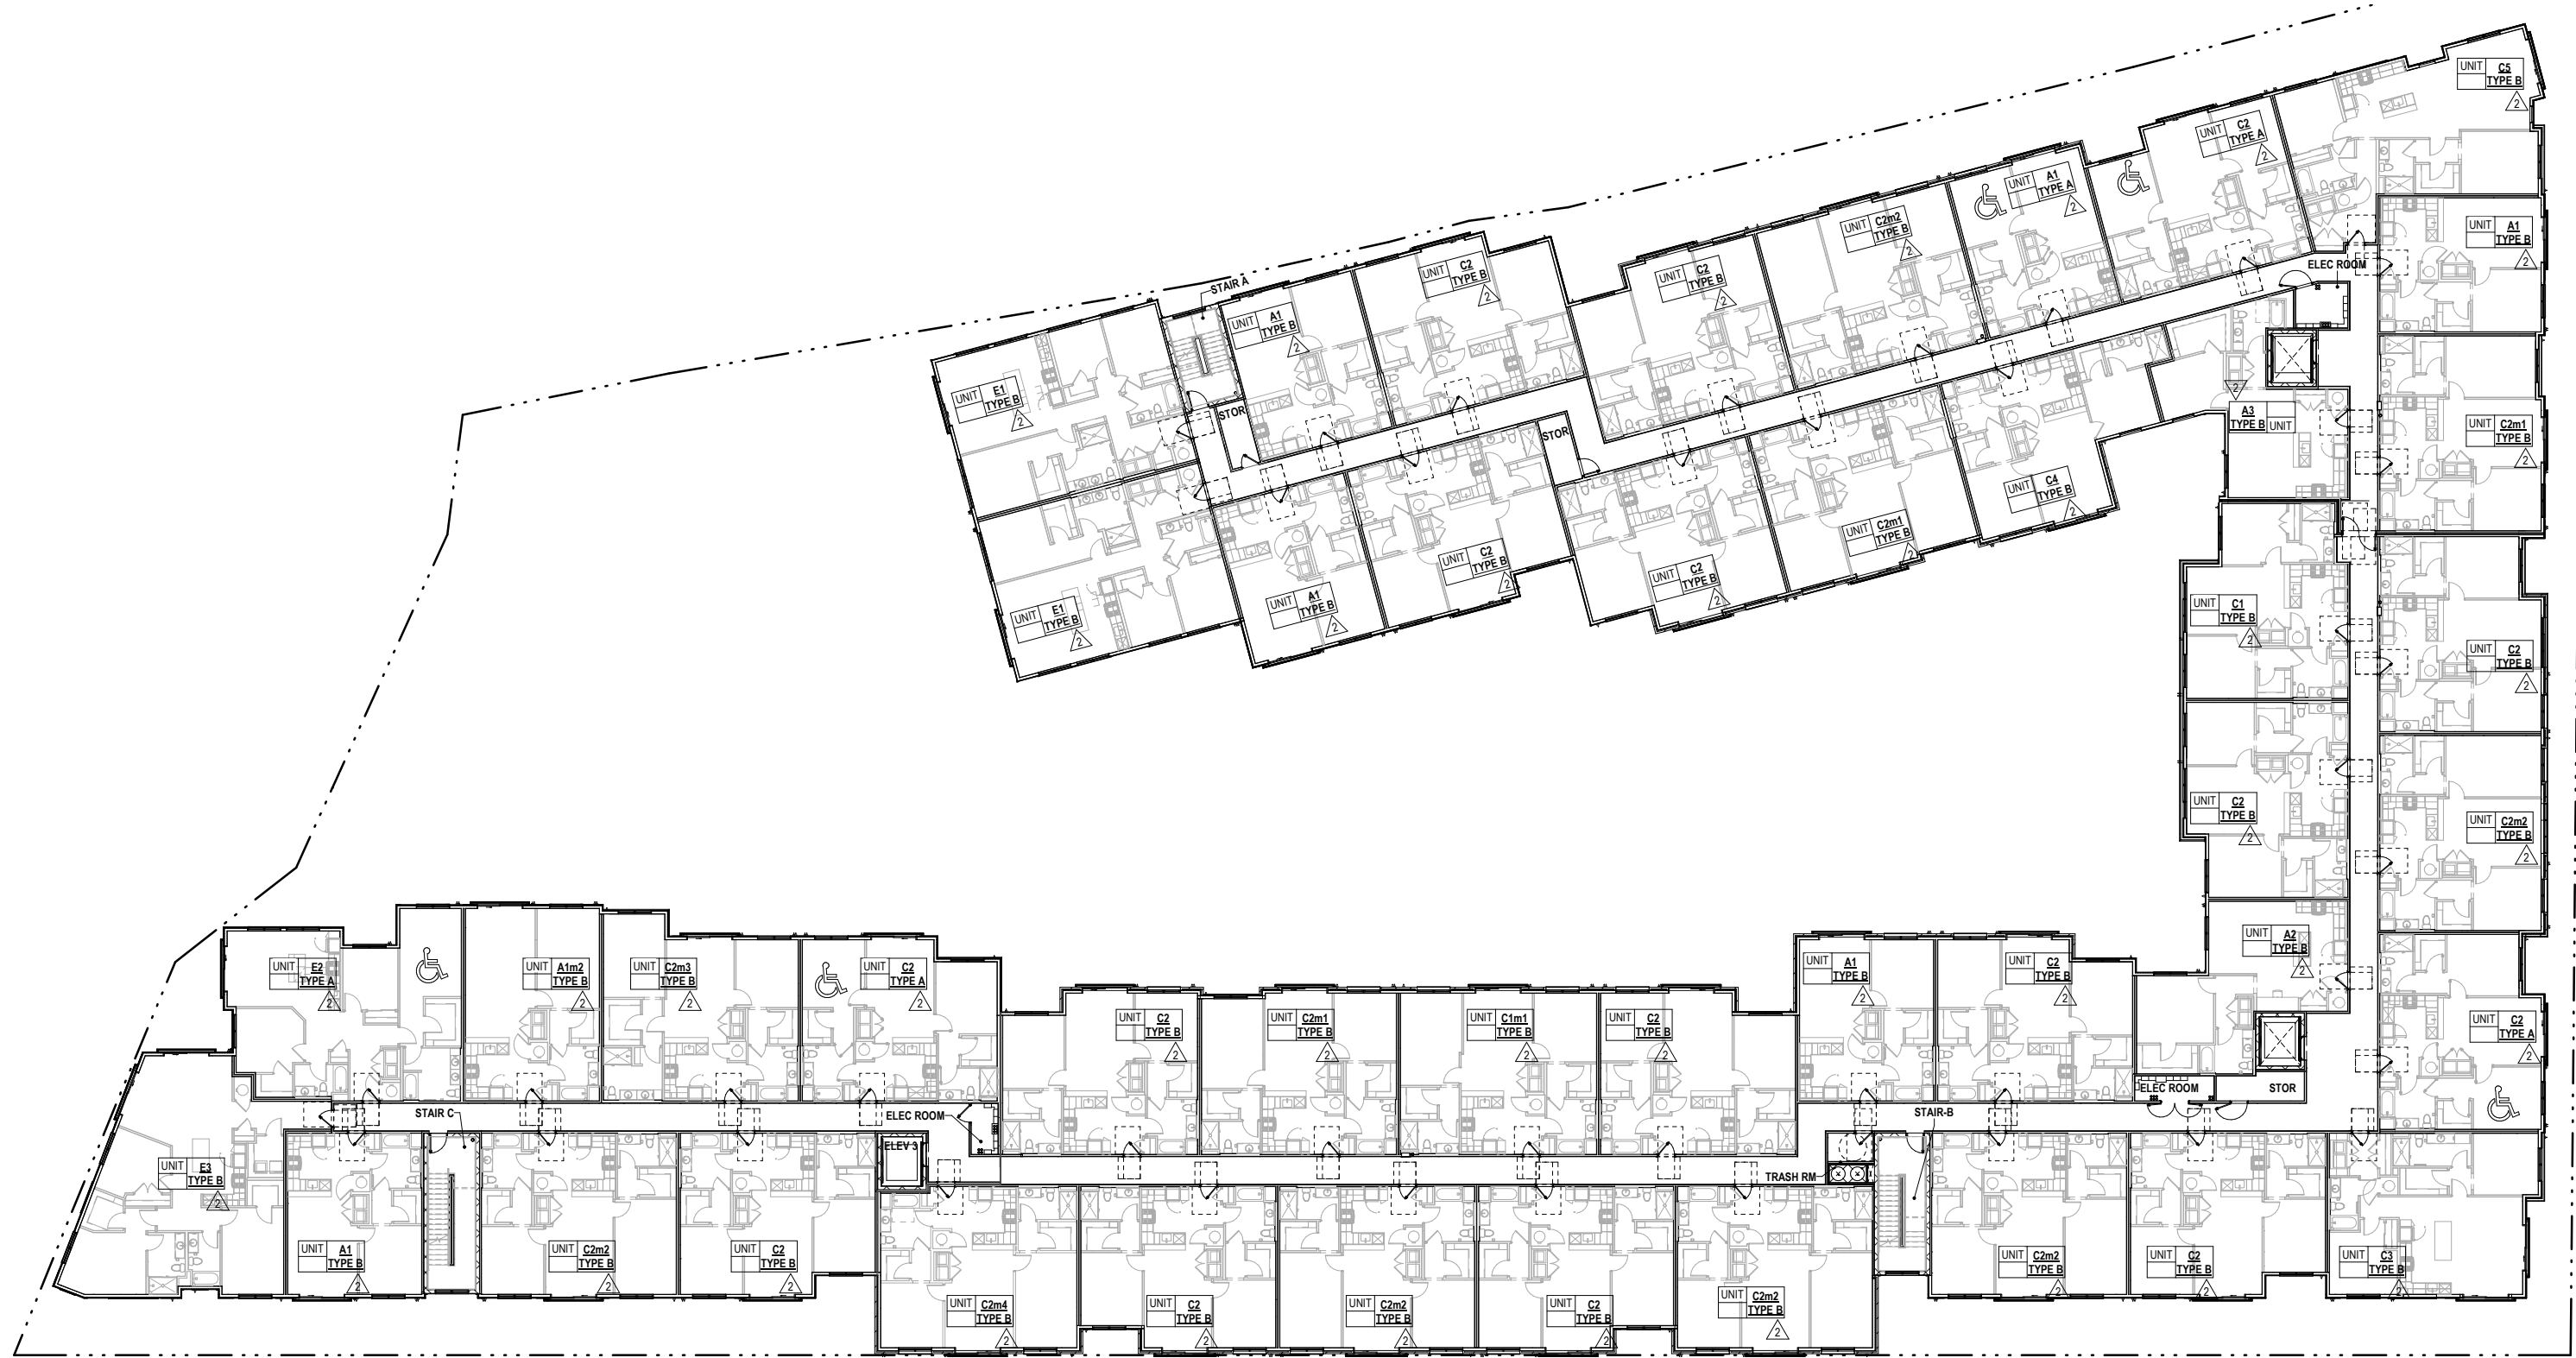 UNIT C5
TYPE B
2
UNIT C2
TYPE A
2
UNIT A1
TYPE A
2
UNIT C2m2
TYPE B
2
UNIT C2
TYPE B
2
UNIT C2
TYPE B
2
STAIR A
UNIT A1
TYPE B
2
UNIT E1
TYPE B
2
STOR
STOR
ELEC ROOM
UNIT A1
TYPE B
2
2
A3
TYPE B UNIT
UNIT C2m1
TYPE B
2
UNIT C4
TYPE B
2
UNIT C2m1
TYPE B
2
UNIT C2
TYPE B
2
UNIT C2
TYPE B
2
UNIT A1
TYPE B
2
UNIT E1
TYPE B
2
UNIT C1
TYPE B
2
UNIT C2
TYPE B
2
UNIT C2
TYPE B
2
UNIT C2m2
TYPE B
2
UNIT A2
TYPE B
2
UNIT C2
TYPE A
2
UNIT E2
TYPE A
2
UNIT A1m2
TYPE B
2
UNIT C2m3
TYPE B
2
UNIT C2
TYPE A
2
UNIT C2
TYPE B
2
UNIT C2m1
TYPE B
2
UNIT C1m1
TYPE B
2
UNIT C2
TYPE B
2
UNIT A1
TYPE B
2
UNIT C2
TYPE B
2
ELEC ROOM
STOR
STAIR C
ELEC ROOM
STAIR-B
ELEV 3
TRASH RM
UNIT E3
TYPE B
2
UNIT A1
TYPE B
2
UNIT C2m2
TYPE B
2
UNIT C2
TYPE B
2
UNIT C2m4
TYPE B
2
UNIT C2
TYPE B
2
UNIT C2m2
TYPE B
2
UNIT C2
TYPE B
2
UNIT C2m2
TYPE B
2
UNIT C2m2
TYPE B
2
UNIT C2
TYPE B
2
UNIT C3
TYPE B
2